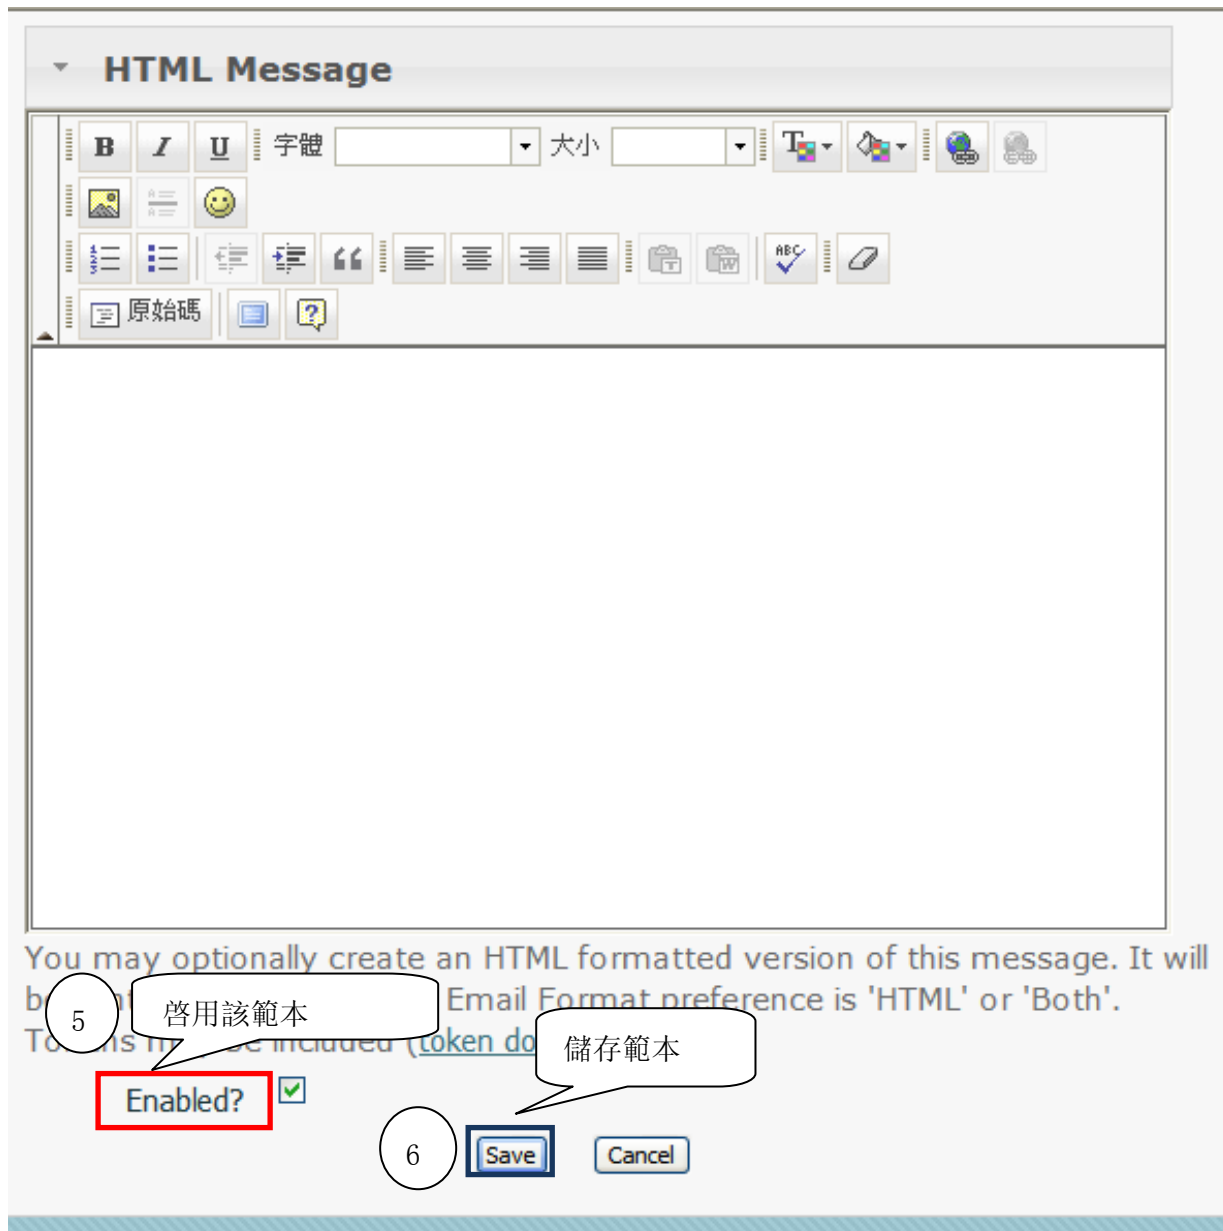 HTML Message
B I U 字體 大小
原始碼
You may optionally create an HTML formatted version of this message. It will
Email Format preference is 'HTML' or 'Both'.
included (token do
5
啓用該範本
儲存範本
Enabled?
6
Save Cancel